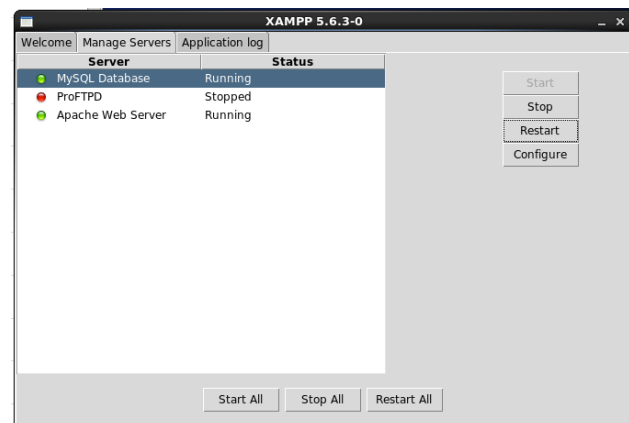 XAMPP 5.6.3-0
Welcome Manage Servers Application log
Server Status
MySQL Database Running
ProFTPD Stopped
Apache Web Server Running
Start
Stop
Restart
Configure
Start All Stop All Restart All